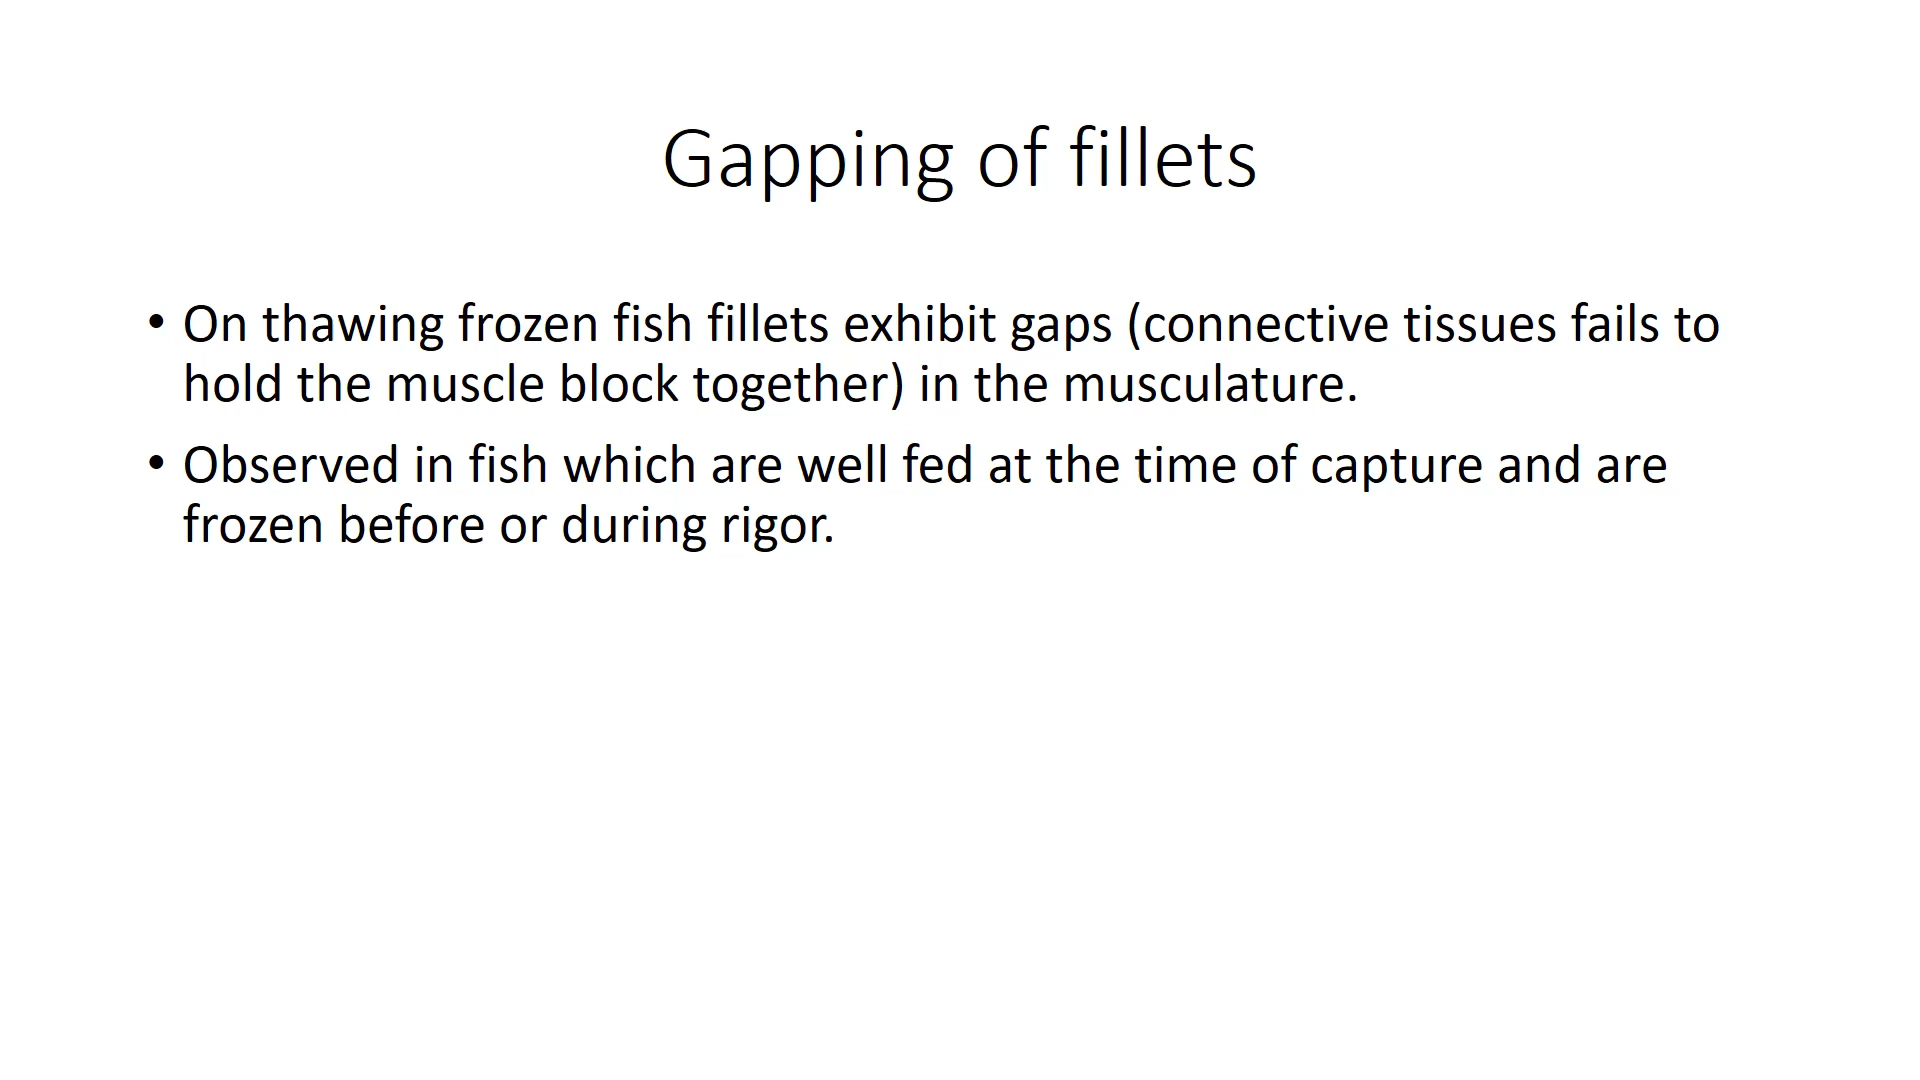 Gapping of fillets
• On thawing frozen fish fillets exhibit gaps (connective tissues fails to
hold the muscle block together) in the musculature.
• Observed in fish which are well fed at the time of capture and are
frozen before or during rigor.